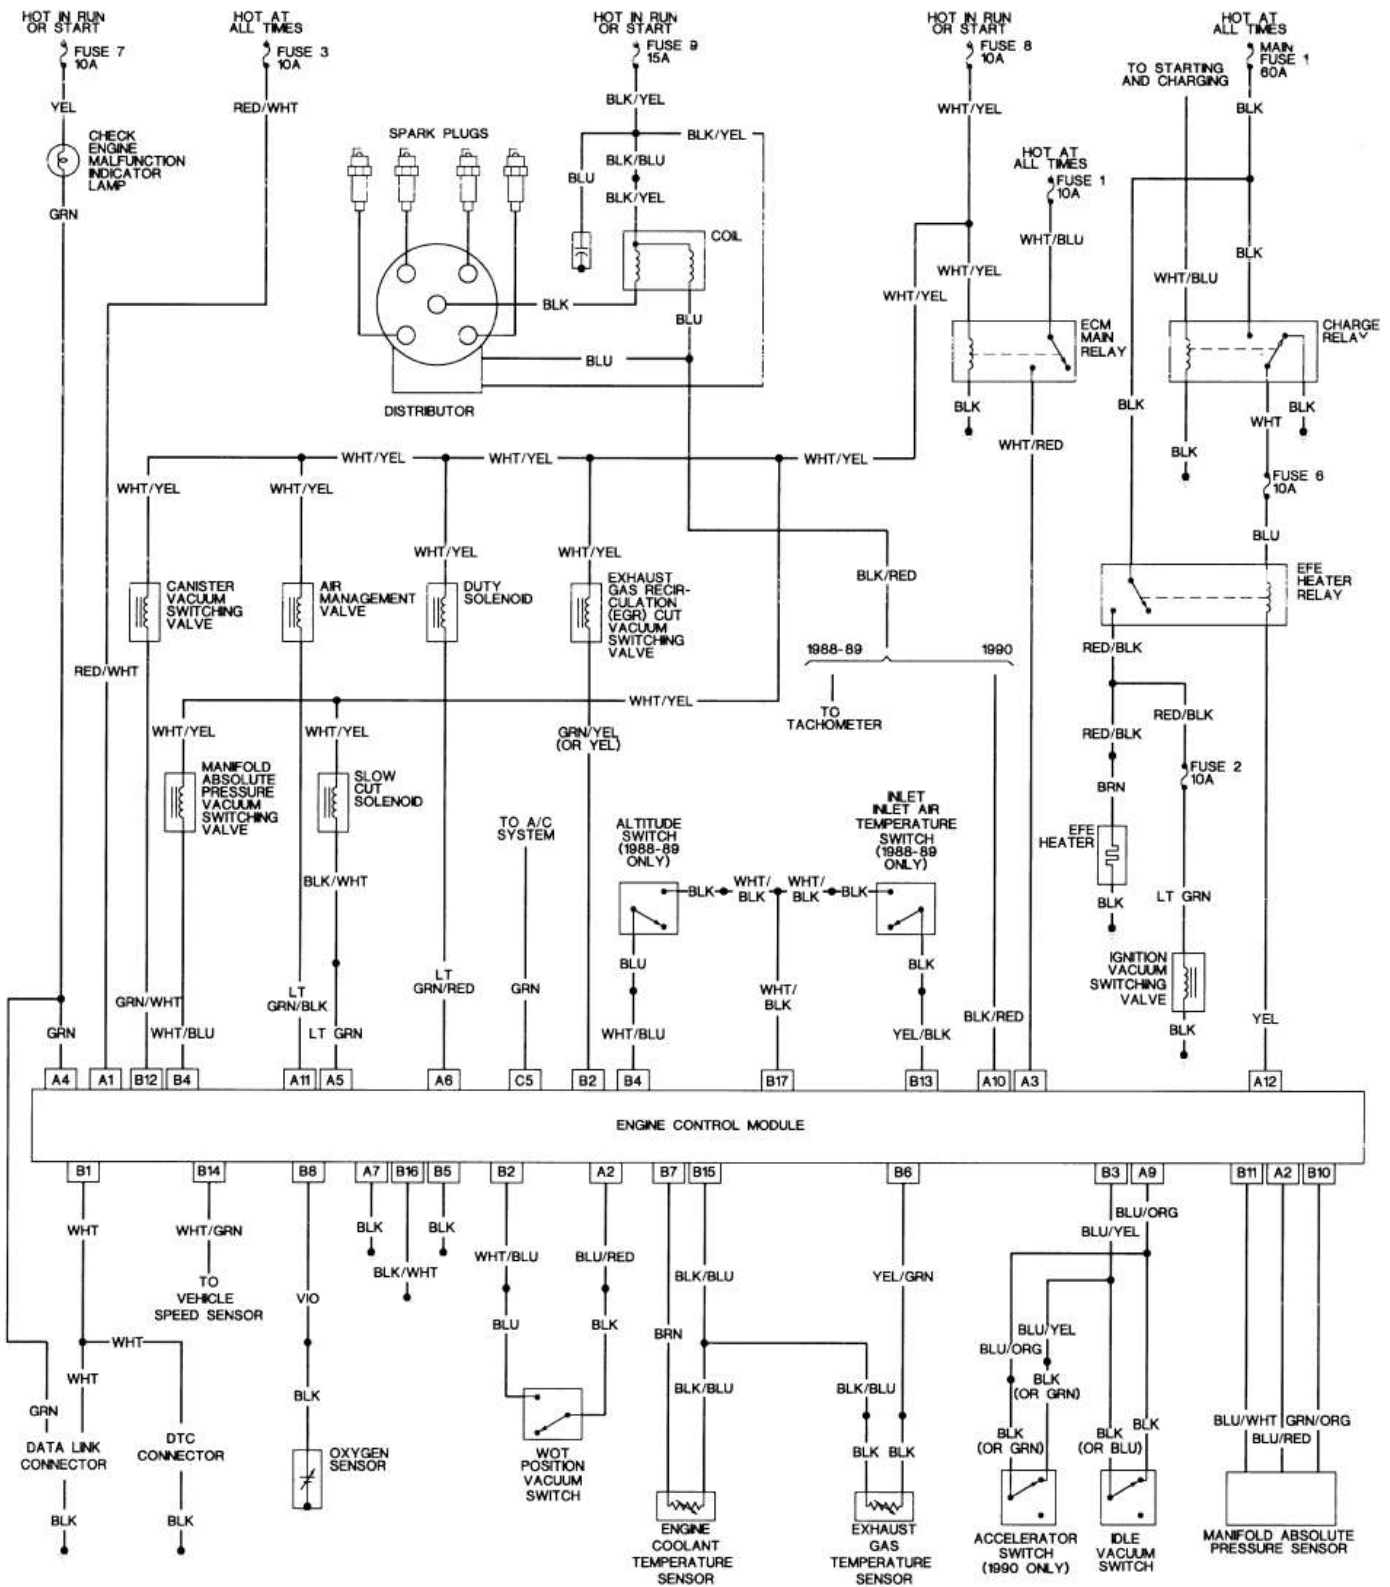 HOT IN RUN
OR START
FUSE 7
10A
YEL
CHECK
ENGINE
MALFUNCTION
INDICATOR
LAMP
GRN
HOT AT
ALL TIMES
FUSE 3
10A
RED/WHT
SPARK PLUGS
HOT IN RUN
OR START
FUSE 9
15A
BLK/YEL
BLK/YEL
BLK/BLU
BLU
BLK/YEL
COIL
BLK
BLU
BLU
DISTRIBUTOR
HOT IN RUN
OR START
FUSE 8
10A
WHT/YEL
HOT AT
ALL TIMES
FUSE 1
10A
WHT/BLU
WHT/YEL
WHT/YEL
ECM
MAIN
RELAY
BLK
WHT/RED
TO STARTING
AND CHARGING
HOT AT
ALL TIMES
MAIN
FUSE 1
60A
BLK
BLK
WHT/BLU
CHARGE
RELAY
BLK
BLK
WHT
BLK
FUSE 6
10A
BLU
EFE
HEATER
RELAY
WHT/YEL
WHT/YEL
WHT/YEL
WHT/YEL
WHT/YEL
WHT/YEL
WHT/YEL
CANISTER
VACUUM
SWITCHING
VALVE
AIR
MANAGEMENT
VALVE
DUTY
SOLENOID
EXHAUST
GAS RECIR-
CULATION
(EGR) CUT
VACUUM
SWITCHING
VALVE
BLK/RED
1988-89
1990
TO
TACHOMETER
RED/WHT
WHT/YEL
WHT/YEL
WHT/YEL
GRN/YEL
(OR YEL)
MANIFOLD
ABSOLUTE
PRESSURE
VACUUM
SWITCHING
VALVE
SLOW
CUT
SOLENOID
BLK/WHT
TO A/C
SYSTEM
ALTITUDE
SWITCH
(1988-89
ONLY)
INLET
INLET AIR
TEMPERATURE
SWITCH
(1988-89
ONLY)
BLK
WHT/
BLK
WHT/
BLK
BLK
RED/BLK
RED/BLK
RED/BLK
FUSE 2
10A
BRN
EFE
HEATER
BLK
LT GRN
IGNITION
VACUUM
SWITCHING
VALVE
BLK
YEL
GRN
GRN/WHT
WHT/BLU
LT
GRN/BLK
LT GRN
LT
GRN/RED
GRN
BLU
WHT/BLU
WHT/
BLK
BLK
YEL/BLK
BLK/RED
A4
A1
B12
B4
A11
A5
A6
C5
B2
B4
B17
B13
A10
A3
A12
ENGINE CONTROL MODULE
B1
B14
B8
A7
B16
B5
B2
A2
B7
B15
B6
B3
A9
B11
A2
B10
WHT
WHT/GRN
TO
VEHICLE
SPEED SENSOR
WHT
WHT
GRN
DATA LINK
CONNECTOR
BLK
DTC
CONNECTOR
BLK
VIO
BLK
OXYGEN
SENSOR
BLK
BLK/WHT
BLK
WHT/BLU
BLU
BLU/RED
BLK
WOT
POSITION
VACUUM
SWITCH
BRN
BLK/BLU
BLK/BLU
ENGINE
COOLANT
TEMPERATURE
SENSOR
YEL/GRN
BLK/BLU
BLK
BLK
EXHAUST
GAS
TEMPERATURE
SENSOR
BLU/ORG
BLU/YEL
BLU/YEL
BLU/ORG
BLK
(OR GRN)
BLK
(OR GRN)
BLK
(OR BLU)
BLK
ACCELERATOR
SWITCH
(1990 ONLY)
IDLE
VACUUM
SWITCH
BLU/WHT
GRN/ORG
BLU/RED
MANIFOLD ABSOLUTE
PRESSURE SENSOR